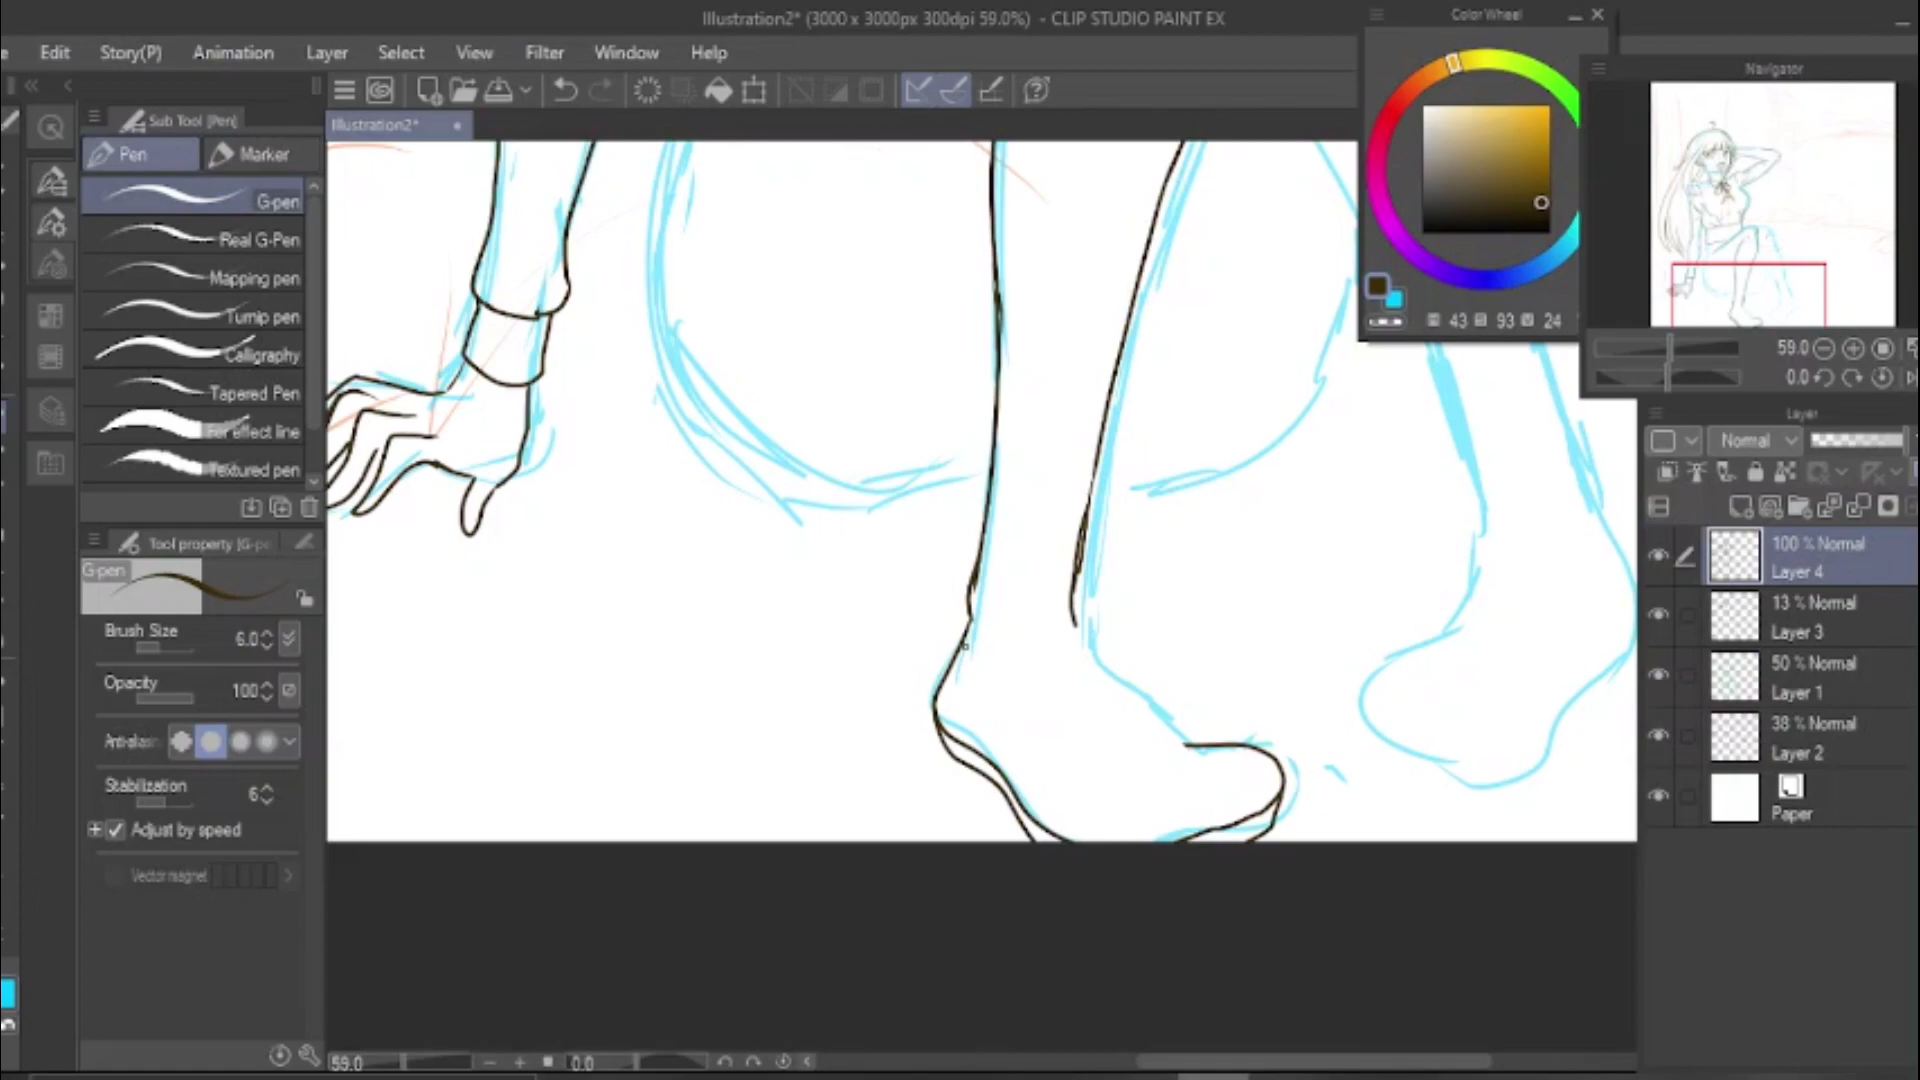 Illustration2* (3000 x 3000px 300dpi 59.0%) - CLIP STUDIO PAINT EX
Color Wheel
e Edit Story(P) Animation Layer Select View Filter Window Help
Navigator
Sub Tool [Pen]
Illustration2*
Pen Marker
G-pen
Real G-Pen
Mapping pen
Turnip pen
Calligraphy
Tapered Pen
effect line
Textured pen
43 93 24
59.0
0.0
Layer
Normal
Tool property [G-pe
G-pen
Brush Size 6.0
Opacity 100
Anti-alias
Stabilization 6
Adjust by speed
Vector magnet
100 % Normal
Layer 4
13 % Normal
Layer 3
50 % Normal
Layer 1
38 % Normal
Layer 2
Paper
59.0 0.0